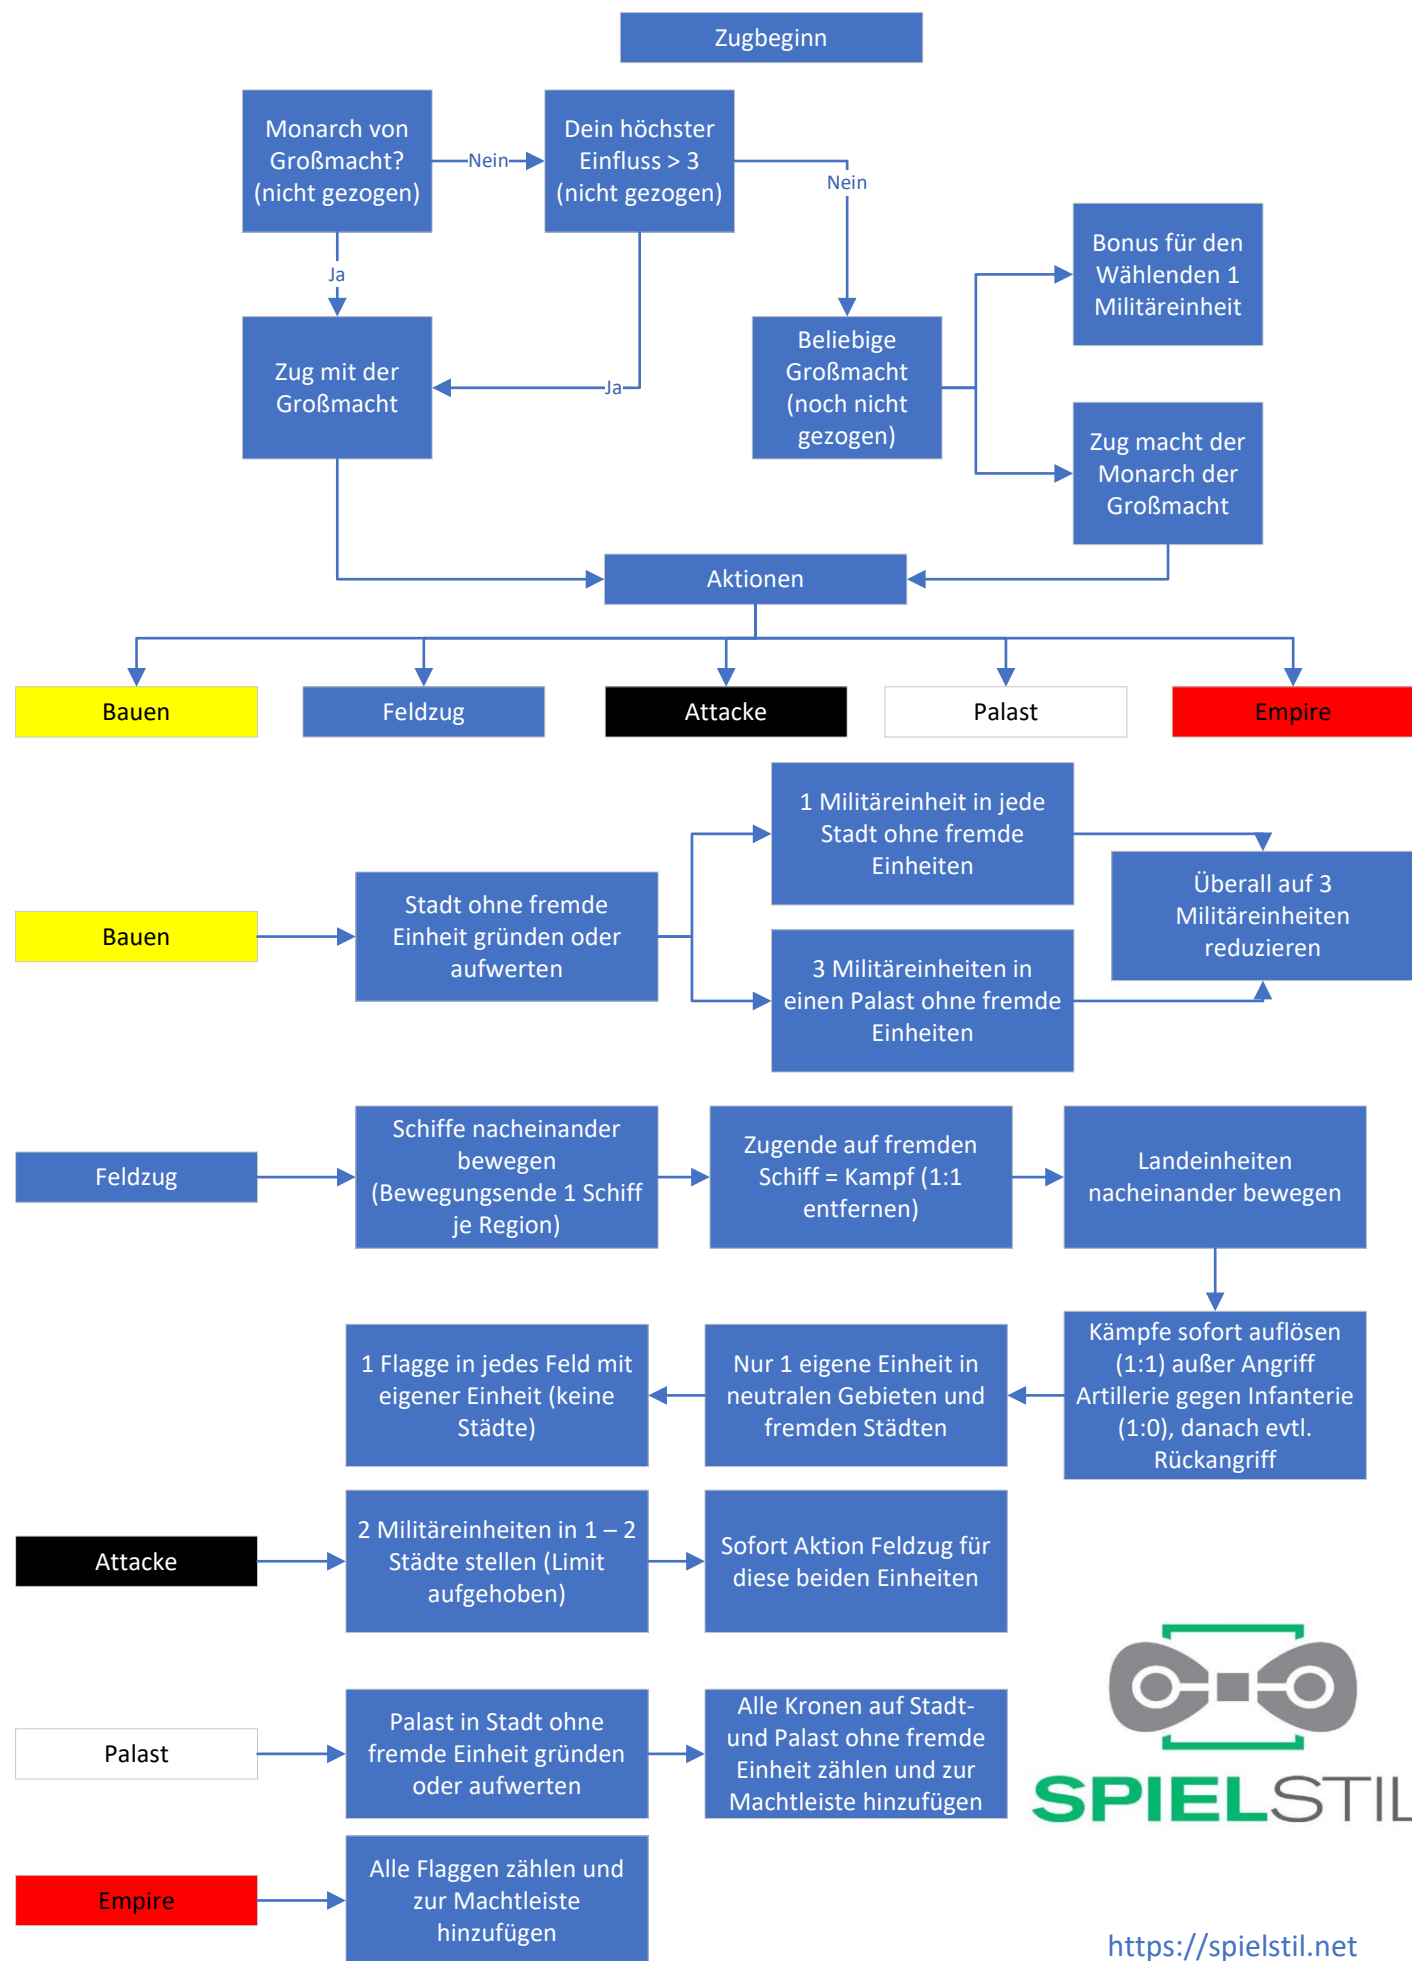 Zugbeginn
Monarch von
Großmacht?
(nicht gezogen)
Nein
Dein höchster
Einfluss > 3
(nicht gezogen)
Nein
Ja
Bonus für den
Wählenden 1
Militäreinheit
Zug mit der
Großmacht
Ja
Beliebige
Großmacht
(noch nicht
gezogen)
Zug macht der
Monarch der
Großmacht
Aktionen
Bauen
Feldzug
Attacke
Palast
Empire
Bauen
Stadt ohne fremde
Einheit gründen oder
aufwerten
1 Militäreinheit in jede
Stadt ohne fremde
Einheiten
3 Militäreinheiten in
einen Palast ohne fremde
Einheiten
Überall auf 3
Militäreinheiten
reduzieren
Feldzug
Schiffe nacheinander
bewegen
(Bewegungsende 1 Schiff
je Region)
Zugende auf fremden
Schiff = Kampf (1:1
entfernen)
Landeinheiten
nacheinander bewegen
Kämpfe sofort auflösen
(1:1) außer Angriff
Artillerie gegen Infanterie
(1:0), danach evtl.
Rückangriff
Nur 1 eigene Einheit in
neutralen Gebieten und
fremden Städten
1 Flagge in jedes Feld mit
eigener Einheit (keine
Städte)
Attacke
2 Militäreinheiten in 1 – 2
Städte stellen (Limit
aufgehoben)
Sofort Aktion Feldzug für
diese beiden Einheiten
Palast
Palast in Stadt ohne
fremde Einheit gründen
oder aufwerten
Alle Kronen auf Stadt-
und Palast ohne fremde
Einheit zählen und zur
Machtleiste hinzufügen
SPIELSTIL
Empire
Alle Flaggen zählen und
zur Machtleiste
hinzufügen
https://spielstil.net